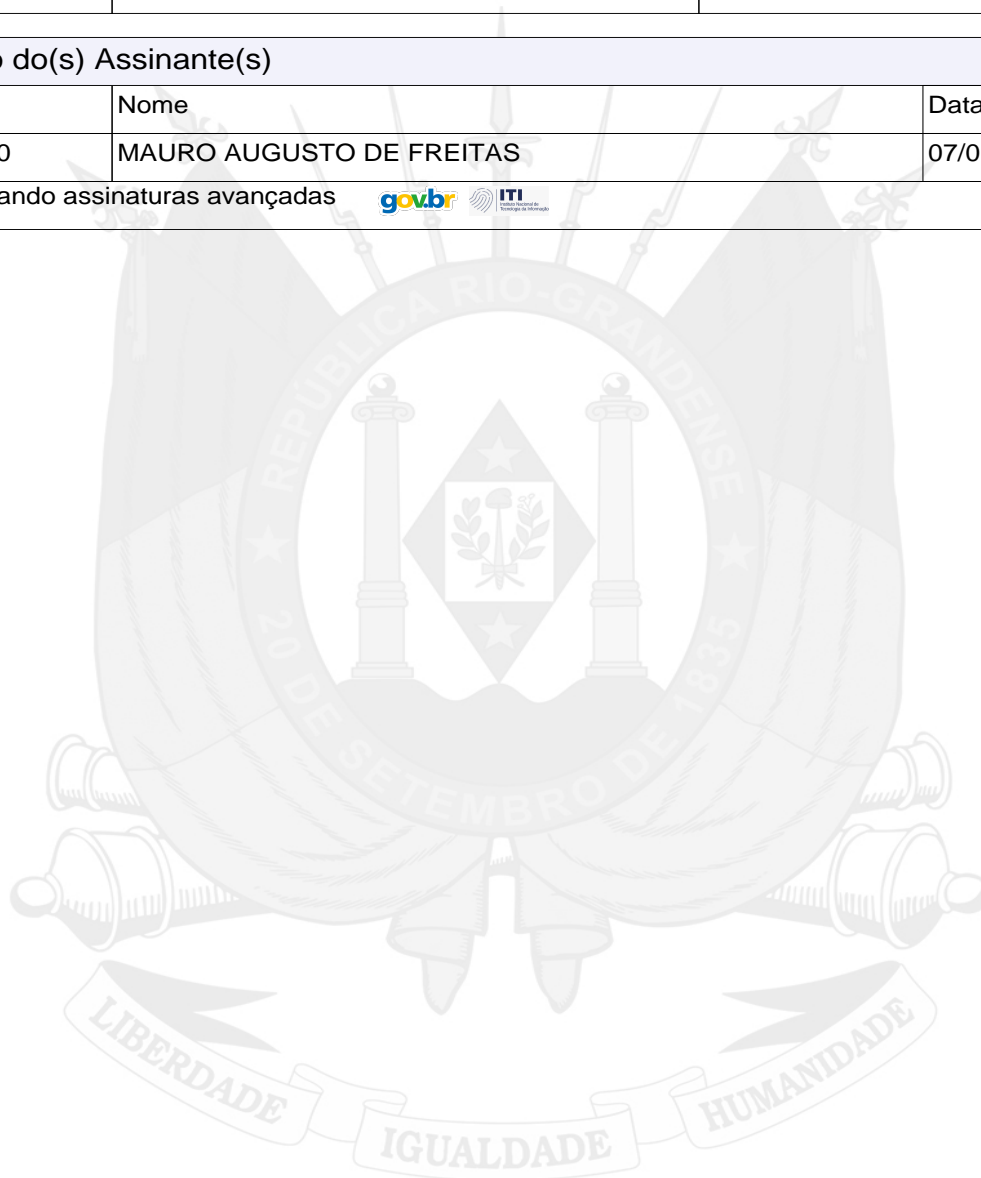 o do(s) Assinante(s)
Nome Data
0 MAURO AUGUSTO DE FREITAS 07/0
ando assinaturas avançadas gov.br ITI
REPÚBLICA RIO-GRANDENSE
20 DE SETEMBRO DE 1835
LIBERDADE IGUALDADE HUMANIDADE